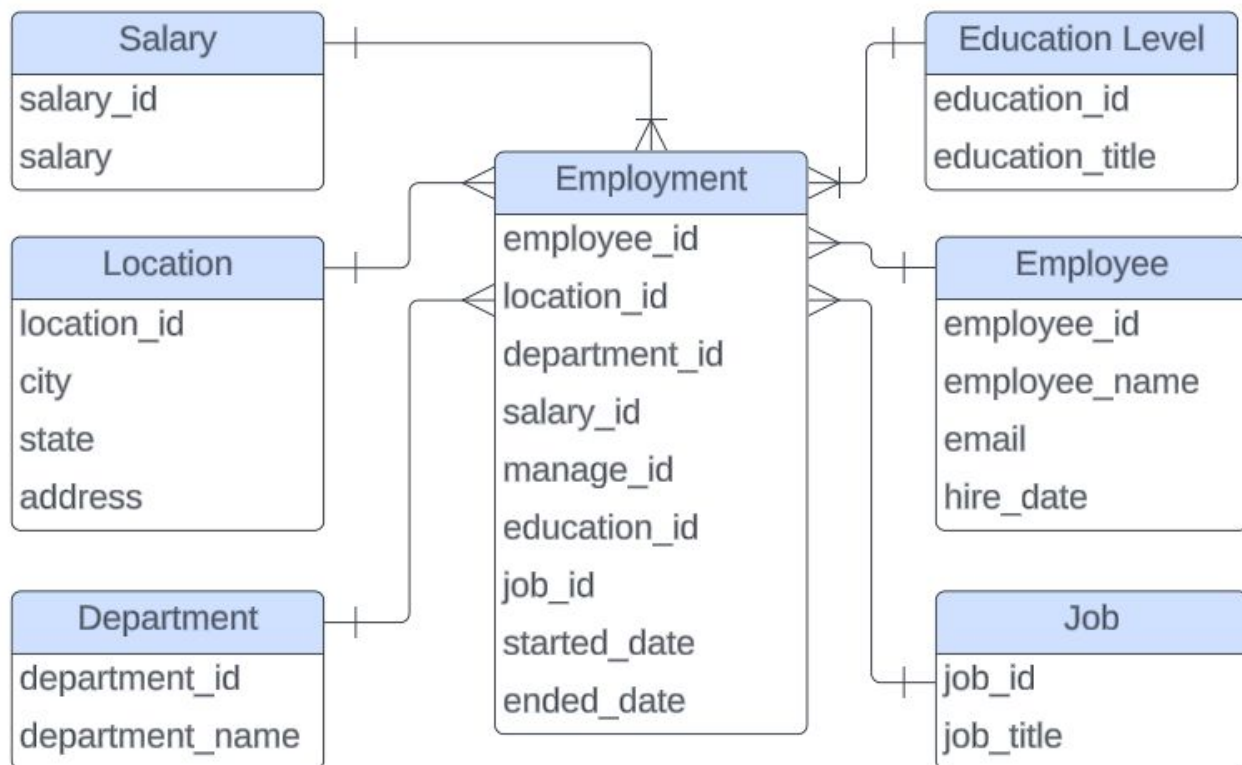 Salary
salary_id
salary
Location
location_id
city
state
address
Department
department_id
department_name
Employment
employee_id
location_id
department_id
salary_id
manage_id
education_id
job_id
started_date
ended_date
Education Level
education_id
education_title
Employee
employee_id
employee_name
email
hire_date
Job
job_id
job_title